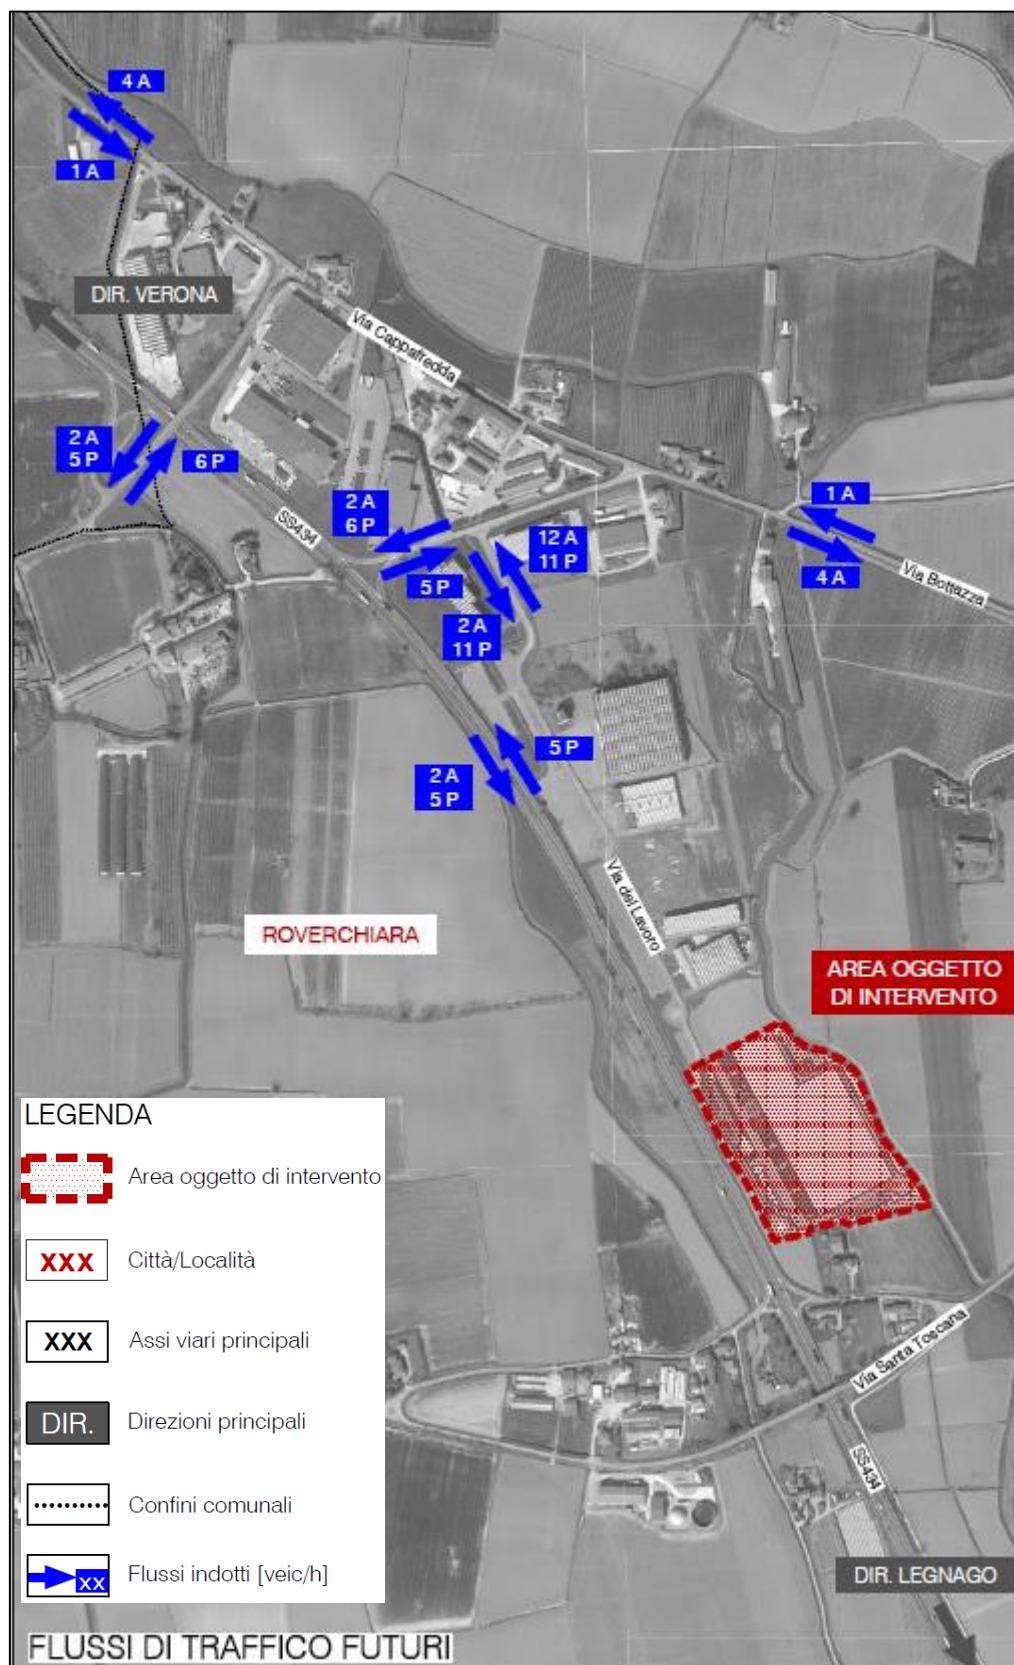 4 A
1 A
DIR. VERONA
Via Cappafredda
2 A
5 P
6 P
SS434
2 A
6 P
5 P
12 A
11 P
2 A
11 P
1 A
4 A
Via Bottazza
5 P
2 A
5 P
Via del Lavoro
ROVERCHIARA
AREA OGGETTO
DI INTERVENTO
Via Santa Toscana
SS434
DIR. LEGNAGO
LEGENDA
Area oggetto di intervento
XXX
Città/Località
XXX
Assi viari principali
DIR.
Direzioni principali
Confini comunali
XX
Flussi indotti [veic/h]
FLUSSI DI TRAFFICO FUTURI